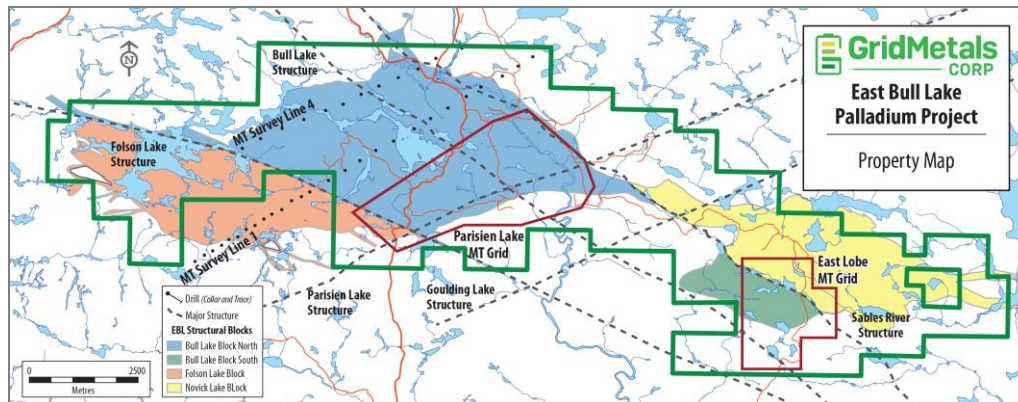 N
Bull Lake
Structure
MT Survey Line 4
Folson Lake
Structure
MT Survey Line 1
Parisien Lake
MT Grid
Parisien Lake
Structure
Goulding Lake
Structure
East Lobe
MT Grid
Sables River
Structure
GridMetals
CORP
East Bull Lake
Palladium Project
Property Map
Drill (Collar and Trace)
Major Structure
EBL Structural Blocks
Bull Lake Block North
Bull Lake Block South
Folson Lake Block
Novick Lake BLock
0 2500
Metres